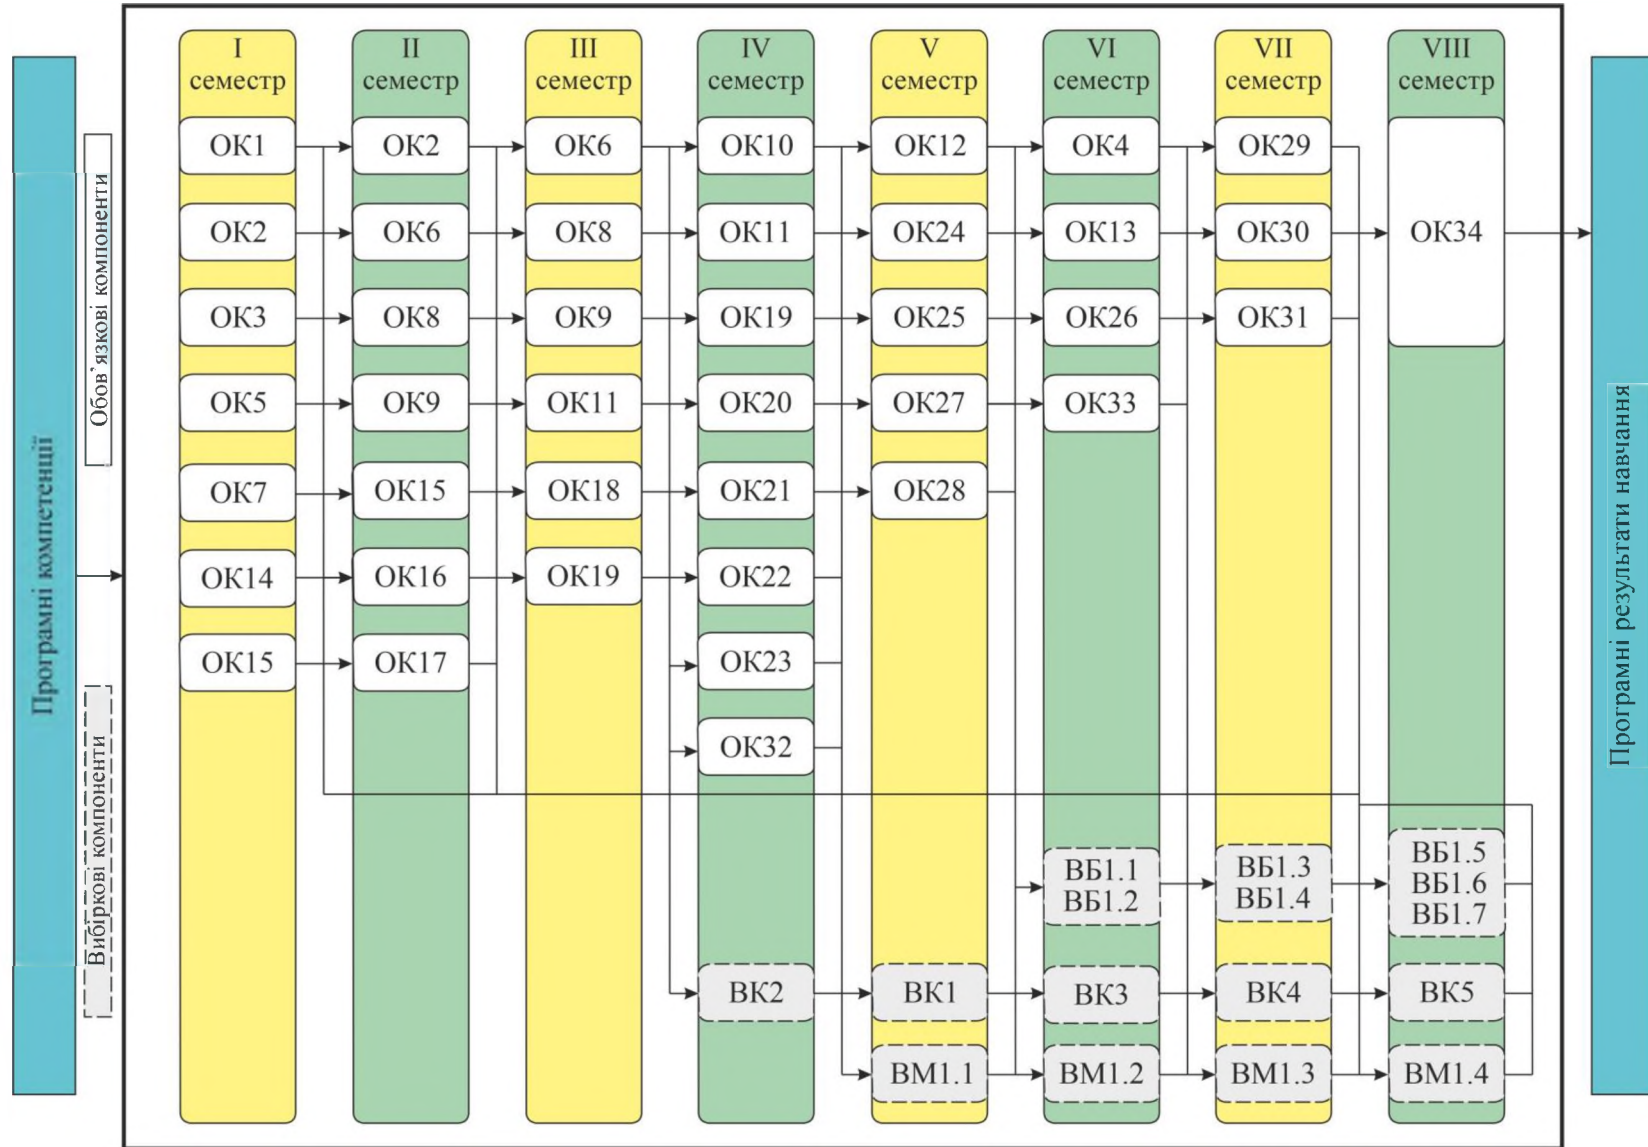 Програмні компетенції
Обов’язкові компоненти
Вибіркові компоненти
I
семестр
ОК1
ОК2
ОК3
ОК5
ОК7
ОК14
ОК15
II
семестр
ОК2
ОК6
ОК8
ОК9
ОК15
ОК16
ОК17
III
семестр
ОК6
ОК8
ОК9
ОК11
ОК18
ОК19
IV
семестр
ОК10
ОК11
ОК19
ОК20
ОК21
ОК22
ОК23
ОК32
ВК2
V
семестр
ОК12
ОК24
ОК25
ОК27
ОК28
ВК1
ВМ1.1
VI
семестр
ОК4
ОК13
ОК26
ОК33
ВБ1.1
ВБ1.2
ВК3
ВМ1.2
VII
семестр
ОК29
ОК30
ОК31
ВБ1.3
ВБ1.4
ВК4
ВМ1.3
VIII
семестр
ОК34
ВБ1.5
ВБ1.6
ВБ1.7
ВК5
ВМ1.4
Програмні результати навчання